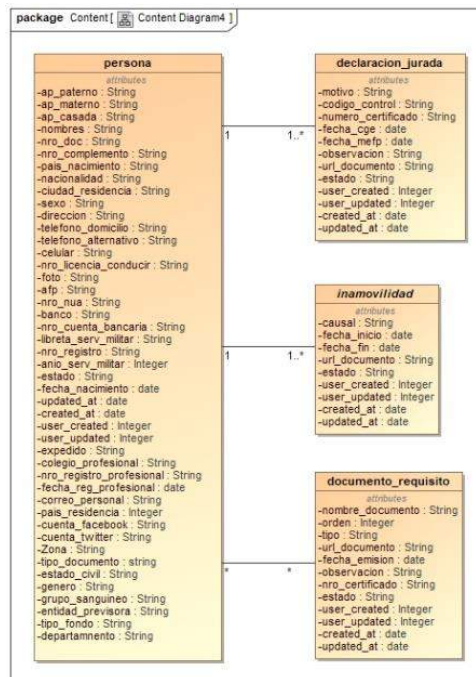 package Content [ Content Diagram4 ]
persona
attributes
-ap_paterno : String
-ap_materno : String
-ap_casada : String
-nombres : String
-nro_doc : String
-nro_complemento : String
-pais_nacimiento : String
-nacionalidad : String
-ciudad_residencia : String
-sexo : String
-direccion : String
-telefono_domicilio : String
-telefono_alternativo : String
-celular : String
-nro_licencia_conducir : String
-foto : String
-afp : String
-nro_nua : String
-banco : String
-nro_cuenta_bancaria : String
-libreta_serv_militar : String
-nro_registro : String
-anio_serv_militar : Integer
-estado : String
-fecha_nacimiento : date
-updated_at : date
-created_at : date
-user_created : Integer
-user_updated : Integer
-expedido : String
-colegio_profesional : String
-nro_registro_profesional : String
-fecha_reg_profesional : date
-correo_personal : String
-pais_residencia : Integer
-cuenta_facebook : String
-cuenta_twitter : String
-Zona : String
-tipo_documento : string
-estado_civil : String
-genero : String
-grupo_sanguineo : String
-entidad_previsora : String
-tipo_fondo : String
-departamnento : String
1
1..*
1
1..*
*
*
declaracion_jurada
attributes
-motivo : String
-codigo_control : String
-numero_certificado : String
-fecha_cge : date
-fecha_mefp : date
-observacion : String
-url_documento : String
-estado : String
-user_created : Integer
-user_updated : Integer
-created_at : date
-updated_at : date
inamovilidad
attributes
-causal : String
-fecha_inicio : date
-fecha_fin : date
-url_documento : String
-estado : String
-user_created : Integer
-user_updated : Integer
-created_at : date
-updated_at : date
documento_requisito
attributes
-nombre_documento : String
-orden : Integer
-tipo : String
-url_documento : String
-fecha_emision : date
-observacion : String
-nro_certificado : String
-estado : String
-user_created : Integer
-user_updated : Integer
-created_at : date
-updated_at : date